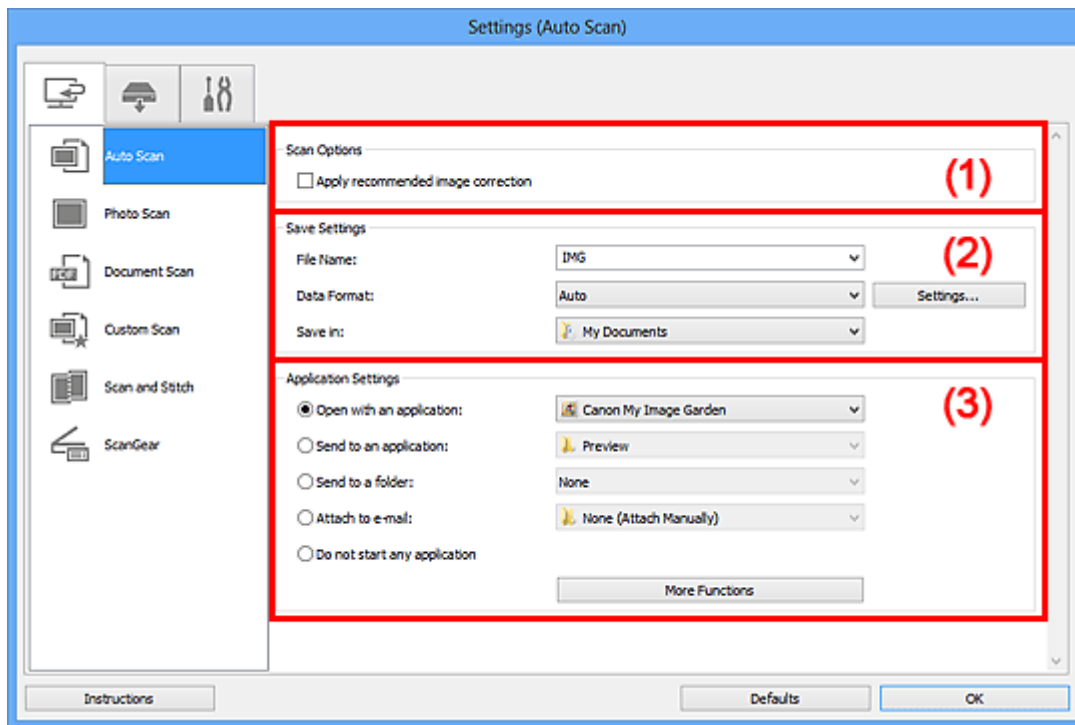 Settings (Auto Scan)
Auto Scan
Photo Scan
PDF
Document Scan
Custom Scan
Scan and Stitch
ScanGear
Scan Options
Apply recommended image correction
(1)
Save Settings
(2)
File Name: IMG
Data Format: Auto Settings...
Save in: My Documents
Application Settings
(3)
Open with an application: Canon My Image Garden
Send to an application: Preview
Send to a folder: None
Attach to e-mail: None (Attach Manually)
Do not start any application
More Functions
Instructions Defaults OK